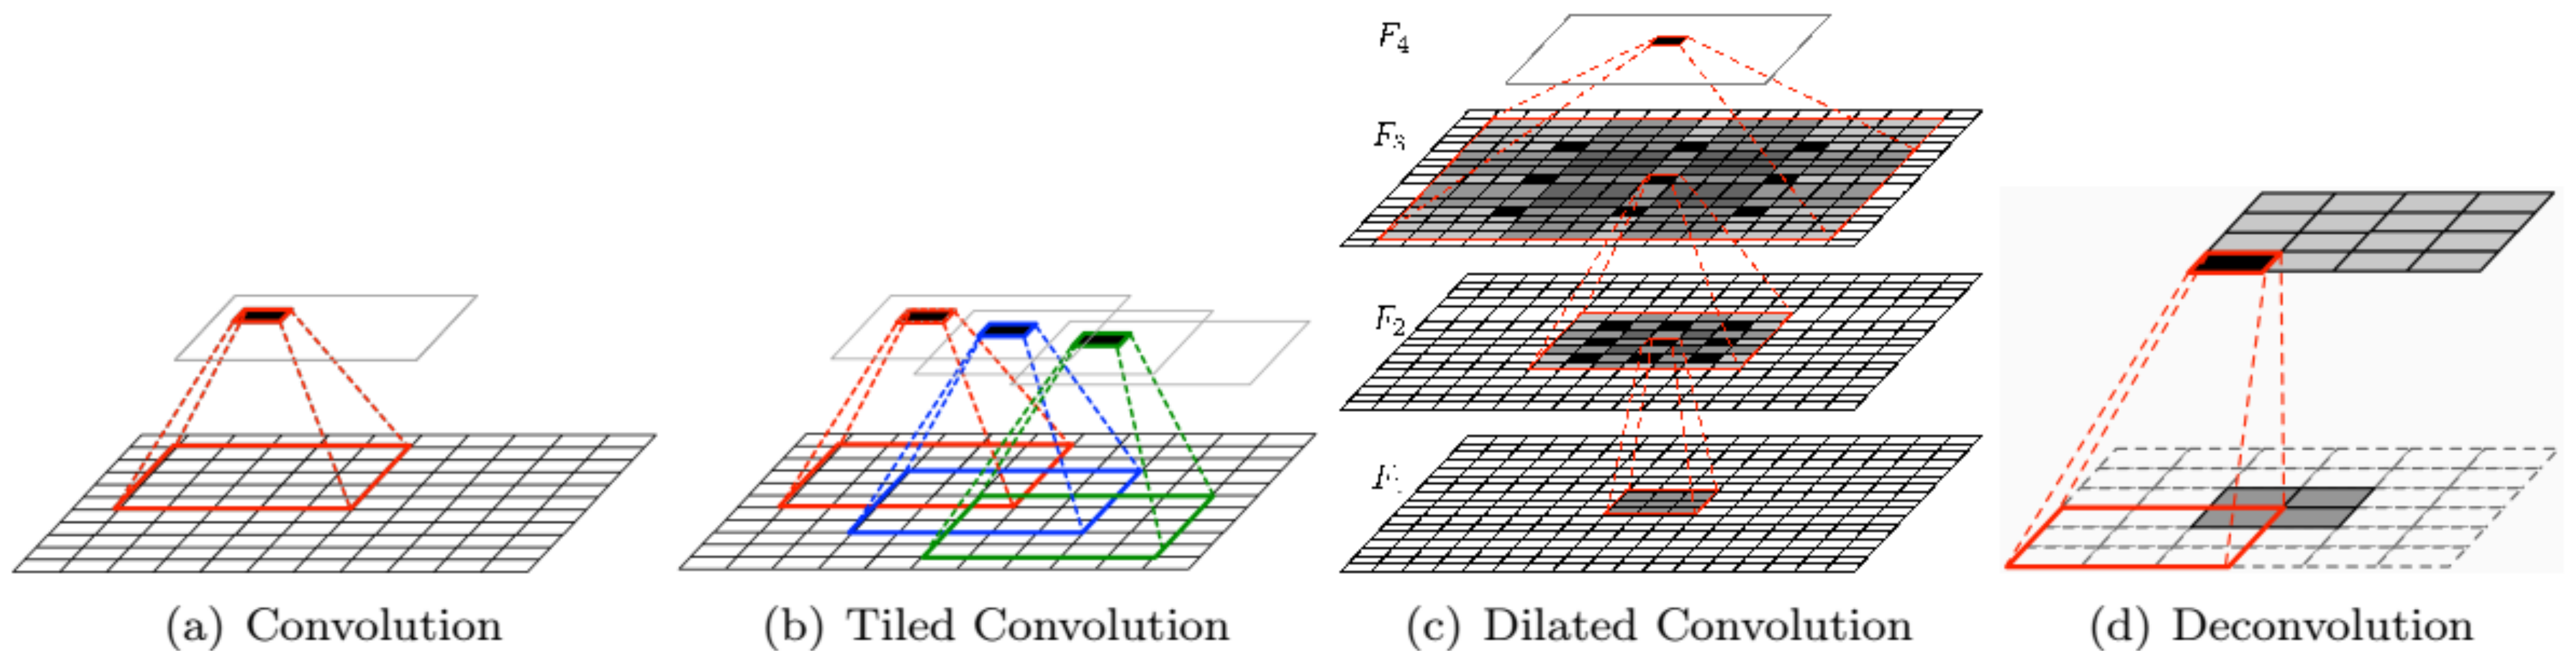 F₄
F₃
F₂
F
(a) Convolution
(b) Tiled Convolution
(c) Dilated Convolution
(d) Deconvolution